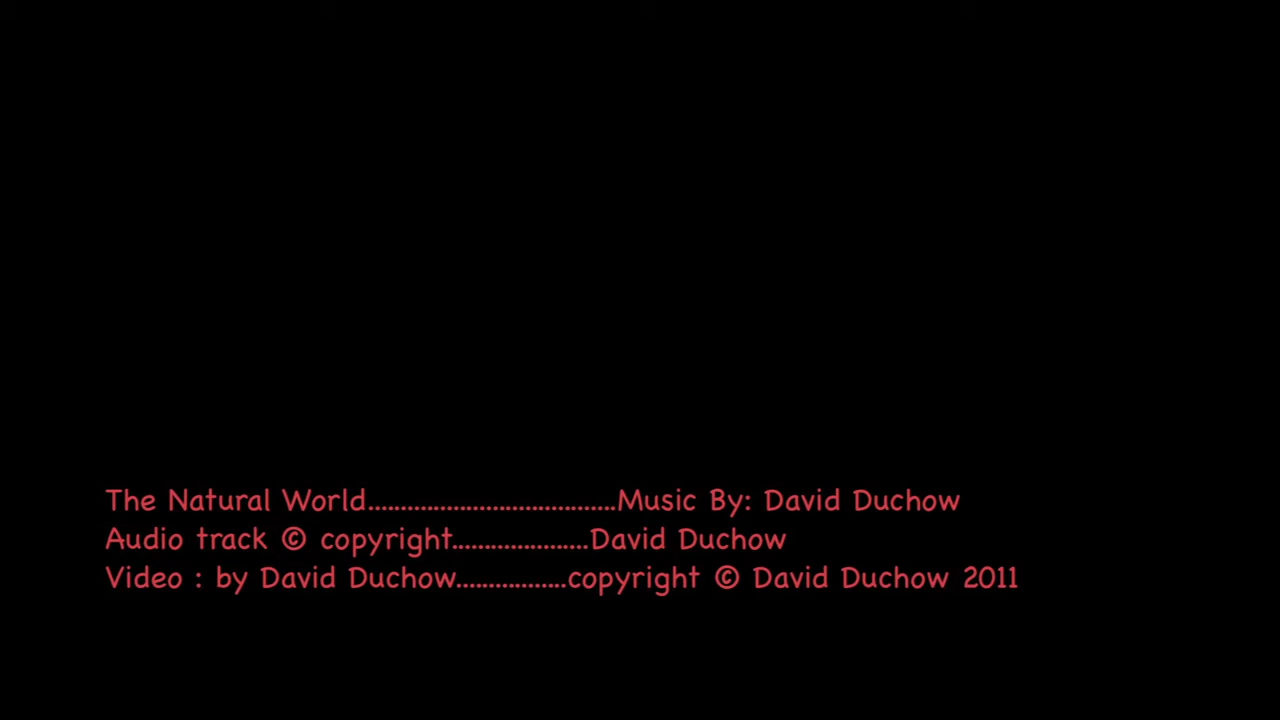 The Natural World.......................................Music By: David Duchow
Audio track © copyright.....................David Duchow
Video : by David Duchow.................copyright © David Duchow 2011